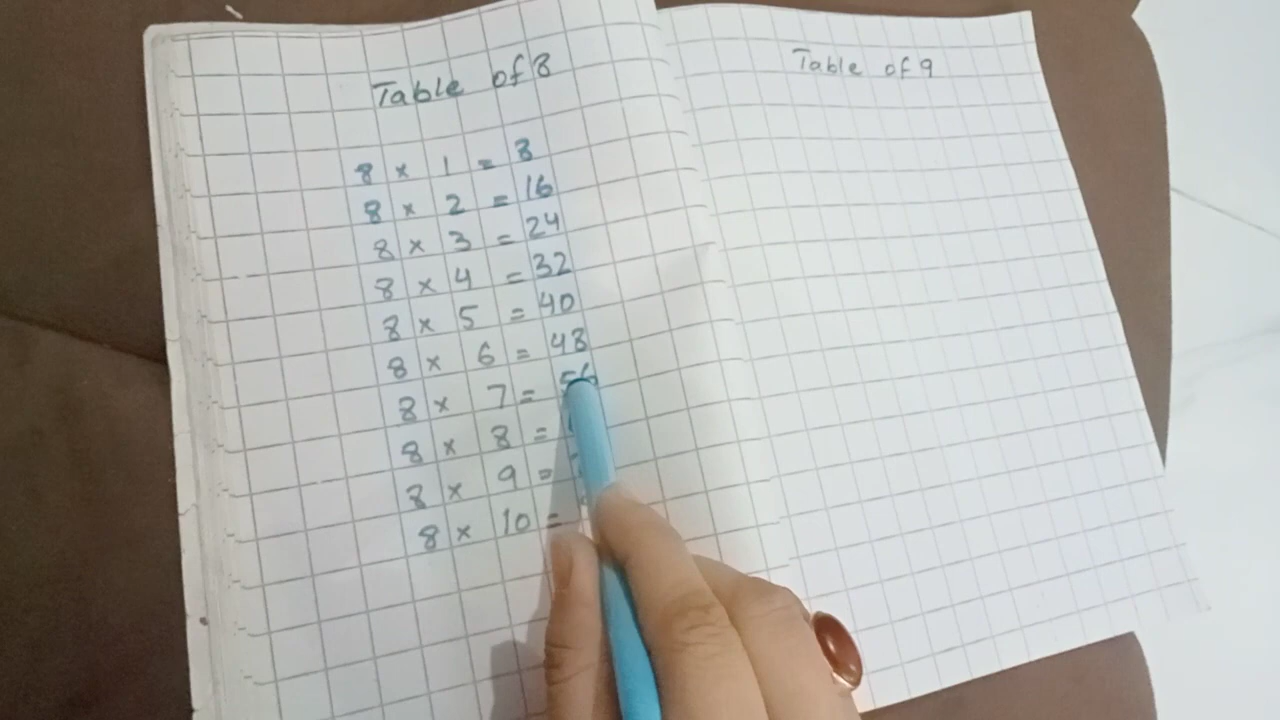 Table of 8
8 × 1 = 8
8 × 2 = 16
8 × 3 = 24
8 × 4 = 32
8 × 5 = 40
8 × 6 = 48
8 × 7 = 56
8 × 8 =
8 × 9 =
8 × 10 =
Table of 9